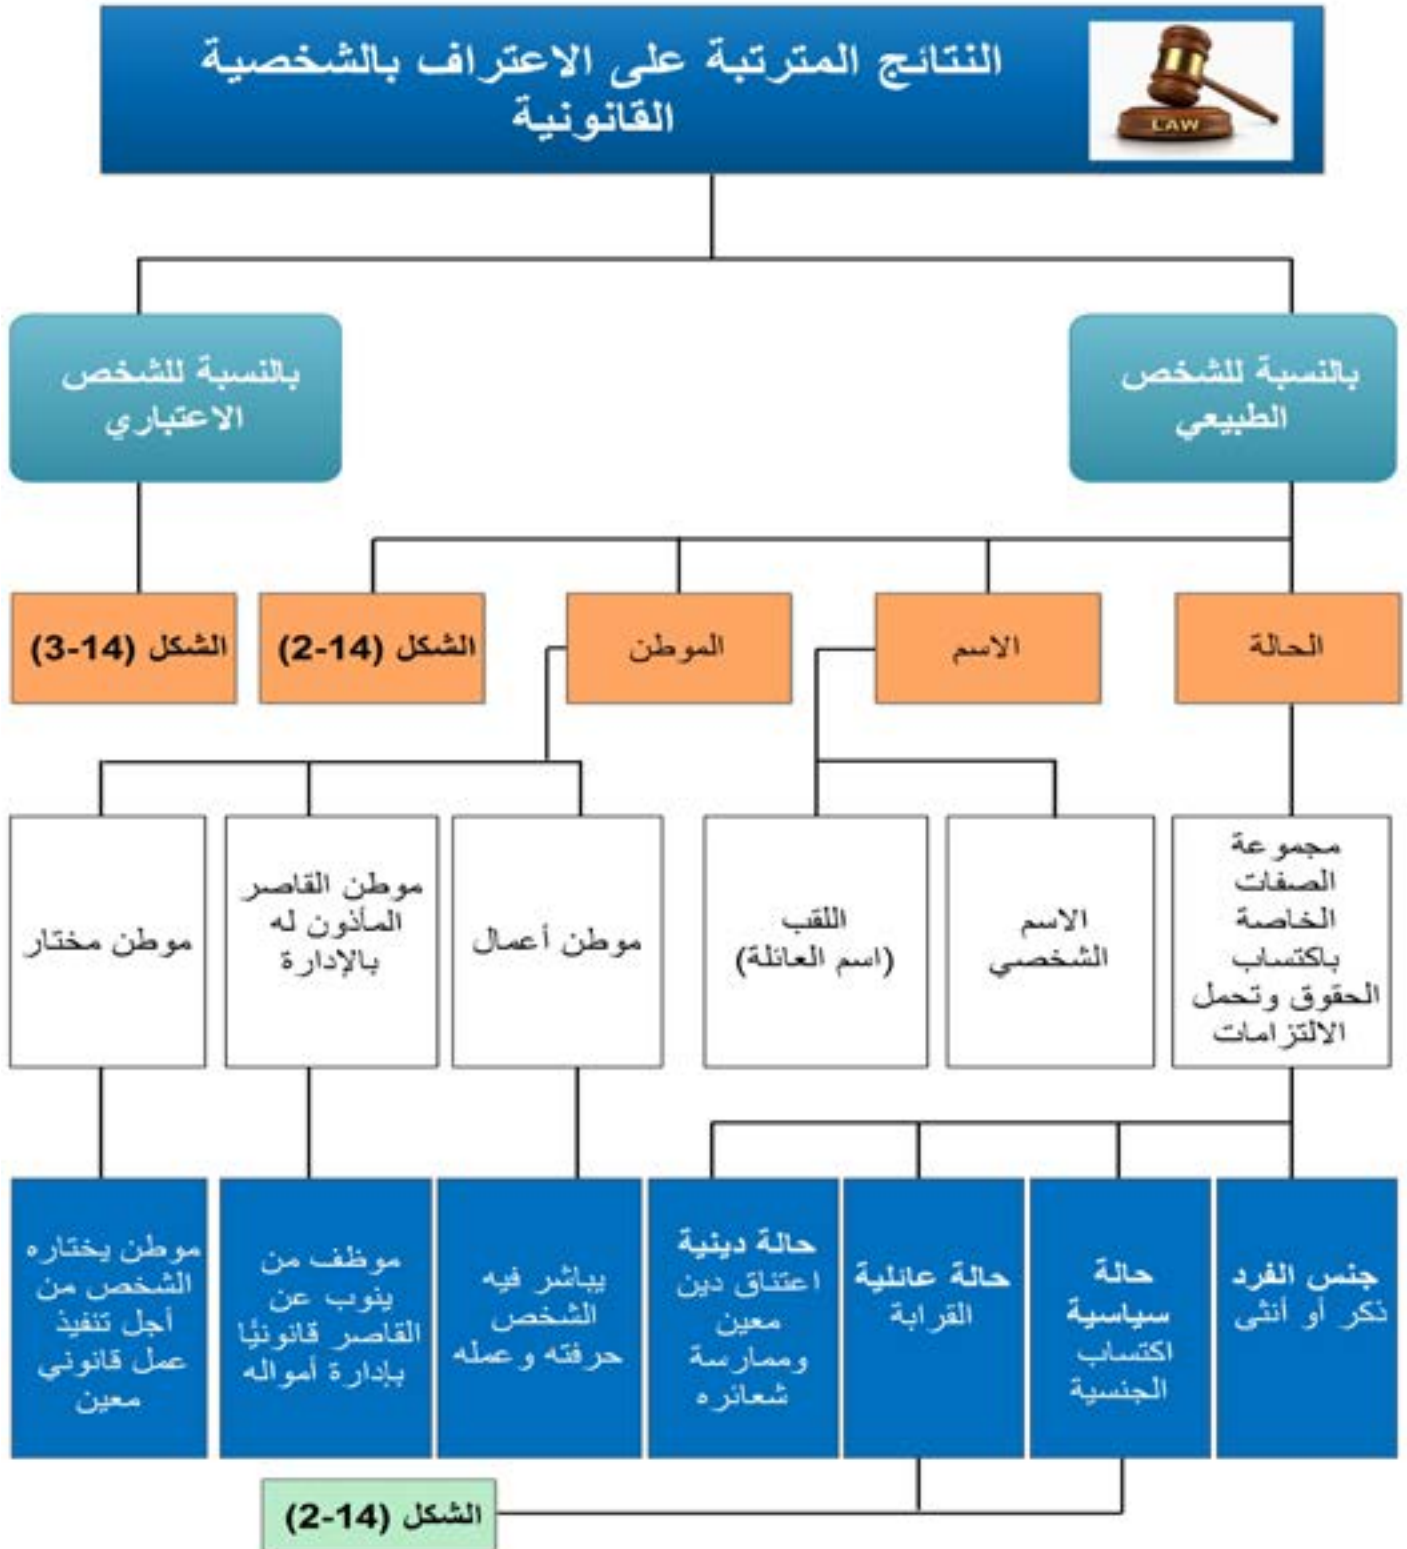 النتائج المترتبة على الاعتراف بالشخصية
القانونية
LAW
بالنسبة للشخص
الطبيعي
بالنسبة للشخص
الاعتباري
الحالة
الاسم
الموطن
الشكل (14-2)
الشكل (14-3)
مجموعة
الصفات
الخاصة
باكتساب
الحقوق وتحمل
الالتزامات
الاسم
الشخصي
اللقب
(اسم العائلة)
موطن أعمال
موطن القاصر
المأذون له
بالإدارة
موطن مختار
جنس الفرد
ذكر أو أنثى
حالة
سياسية
اكتساب
الجنسية
حالة عائلية
القرابة
حالة دينية
اعتناق دين
معين
وممارسة
شعائره
يباشر فيه
الشخص
حرفته وعمله
موظف من
ينوب عن
القاصر قانونيًا
بإدارة أمواله
موطن يختاره
الشخص من
أجل تنفيذ
عمل قانوني
معين
الشكل (14-2)